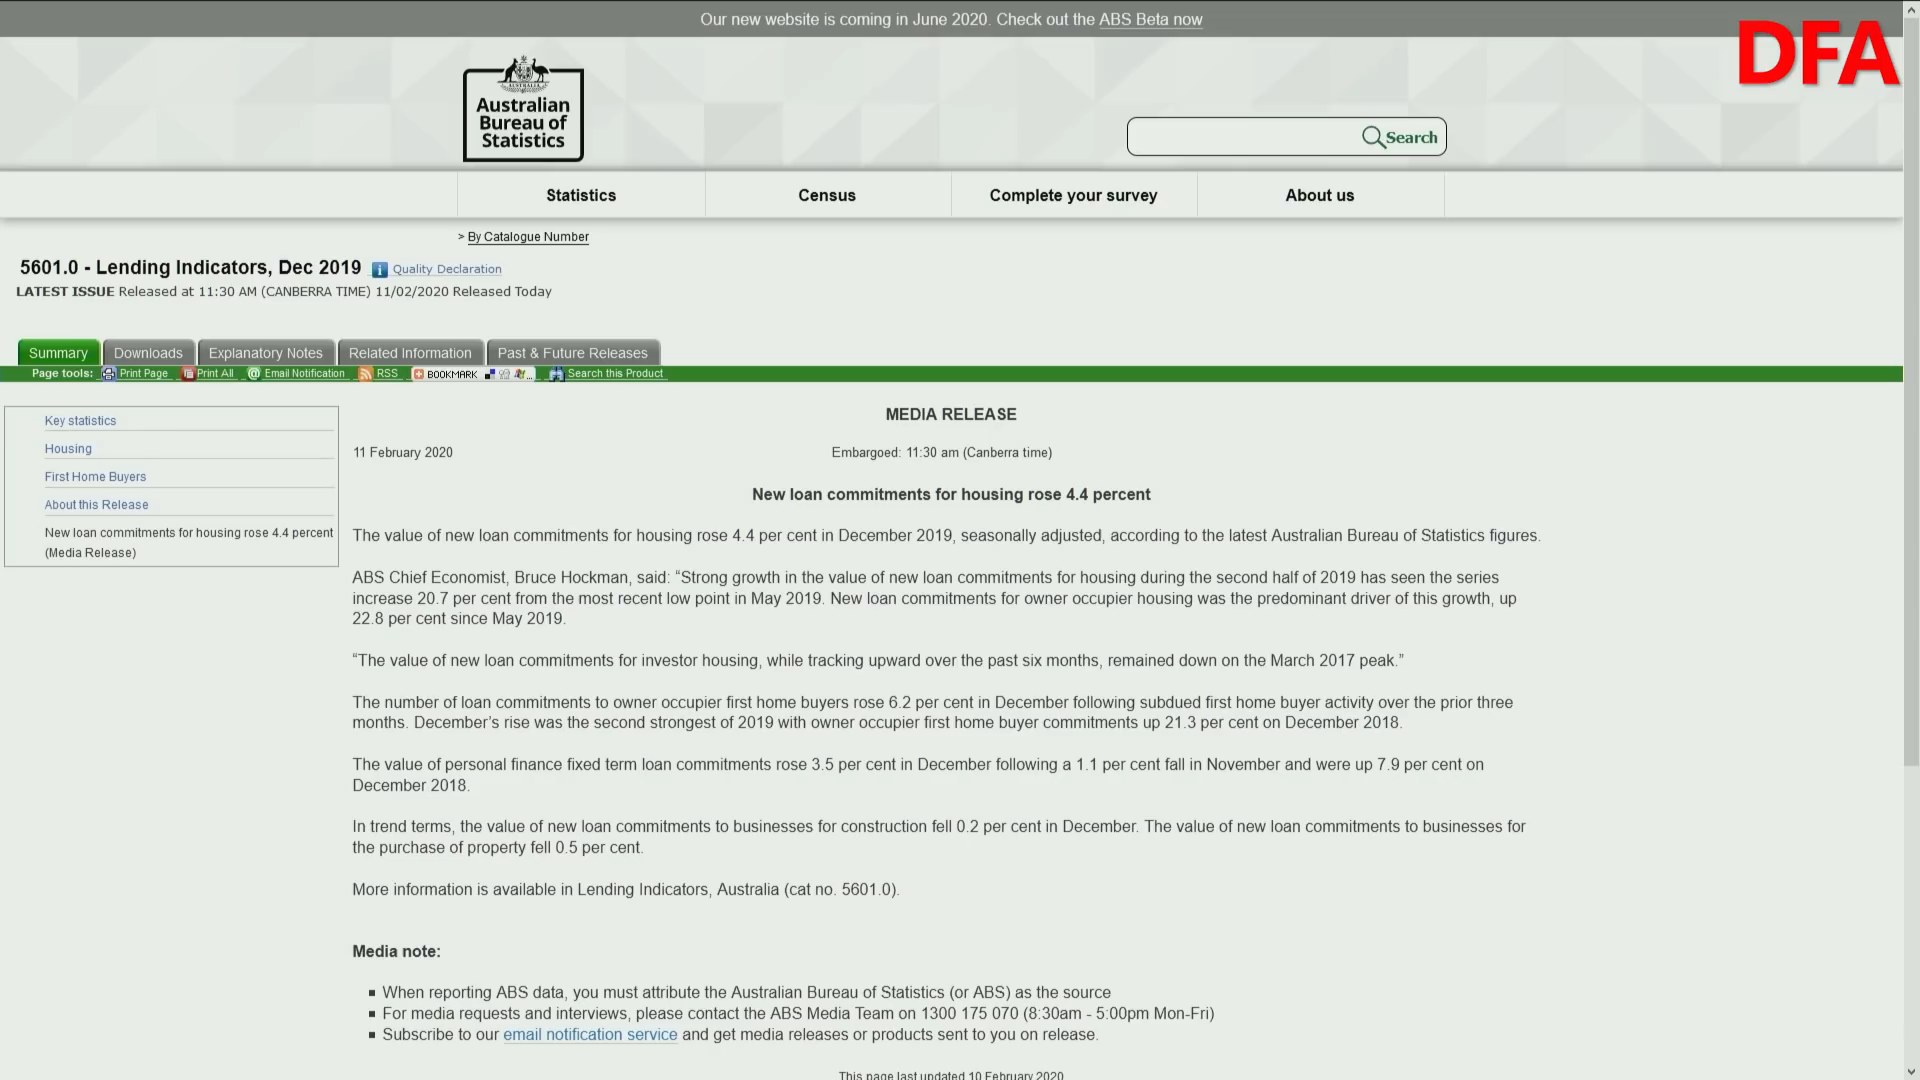 Our new website is coming in June 2020. Check out the ABS Beta now
DFA
AUSTRALIA
Australian
Bureau of
Statistics
Search
Statistics
Census
Complete your survey
About us
> By Catalogue Number
5601.0 - Lending Indicators, Dec 2019 i Quality Declaration
LATEST ISSUE Released at 11:30 AM (CANBERRA TIME) 11/02/2020 Released Today
Summary
Downloads
Explanatory Notes
Related Information
Past & Future Releases
Page tools: Print Page Print All @ Email Notification RSS BOOKMARK ... Search this Product
Key statistics
Housing
First Home Buyers
About this Release
New loan commitments for housing rose 4.4 percent
(Media Release)
MEDIA RELEASE
11 February 2020
Embargoed: 11:30 am (Canberra time)
New loan commitments for housing rose 4.4 percent
The value of new loan commitments for housing rose 4.4 per cent in December 2019, seasonally adjusted, according to the latest Australian Bureau of Statistics figures.
ABS Chief Economist, Bruce Hockman, said: “Strong growth in the value of new loan commitments for housing during the second half of 2019 has seen the series
increase 20.7 per cent from the most recent low point in May 2019. New loan commitments for owner occupier housing was the predominant driver of this growth, up
22.8 per cent since May 2019.
“The value of new loan commitments for investor housing, while tracking upward over the past six months, remained down on the March 2017 peak.”
The number of loan commitments to owner occupier first home buyers rose 6.2 per cent in December following subdued first home buyer activity over the prior three
months. December’s rise was the second strongest of 2019 with owner occupier first home buyer commitments up 21.3 per cent on December 2018.
The value of personal finance fixed term loan commitments rose 3.5 per cent in December following a 1.1 per cent fall in November and were up 7.9 per cent on
December 2018.
In trend terms, the value of new loan commitments to businesses for construction fell 0.2 per cent in December. The value of new loan commitments to businesses for
the purchase of property fell 0.5 per cent.
More information is available in Lending Indicators, Australia (cat no. 5601.0).
Media note:
When reporting ABS data, you must attribute the Australian Bureau of Statistics (or ABS) as the source
For media requests and interviews, please contact the ABS Media Team on 1300 175 070 (8:30am - 5:00pm Mon-Fri)
Subscribe to our email notification service and get media releases or products sent to you on release.
This page last updated 10 February 2020